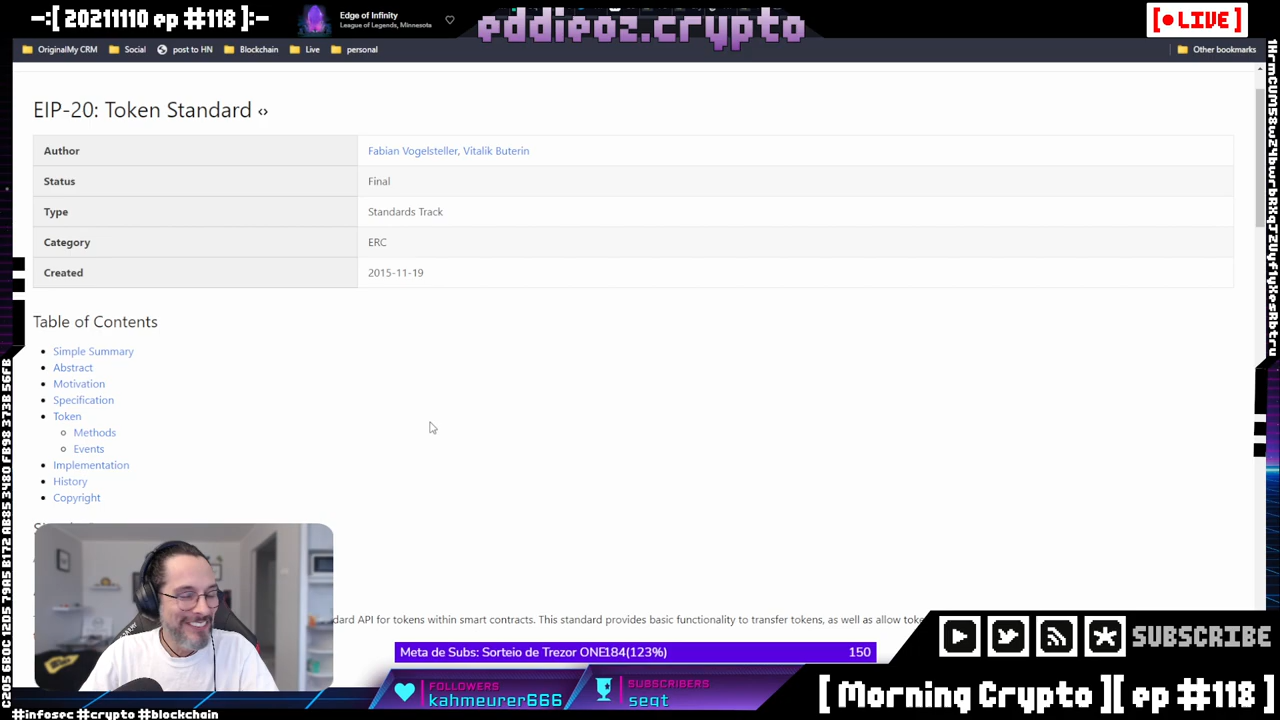 -:[ 20211110 ep #118 ]:-
Edge of Infinity
League of Legends, Minnesota
eddieoz.crypto
[● LIVE]
OriginalMy CRM
Social
post to HN
Blockchain
Live
personal
Other bookmarks
EIP-20: Token Standard
Author
Fabian Vogelsteller, Vitalik Buterin
Status
Final
Type
Standards Track
Category
ERC
Created
2015-11-19
Table of Contents
Simple Summary
Abstract
Motivation
Specification
Token
Methods
Events
Implementation
History
Copyright
API for tokens within smart contracts. This standard provides basic functionality to transfer tokens, as well as allow
Meta de Subs: Sorteio de Trezor ONE184(123%)
150
FOLLOWERS
kahmeurer666
SUBSCRIBERS
seqt
SUBSCRIBE
[ Morning Crypto ][ ep #118 ]
#infosec #crypto #blockchain